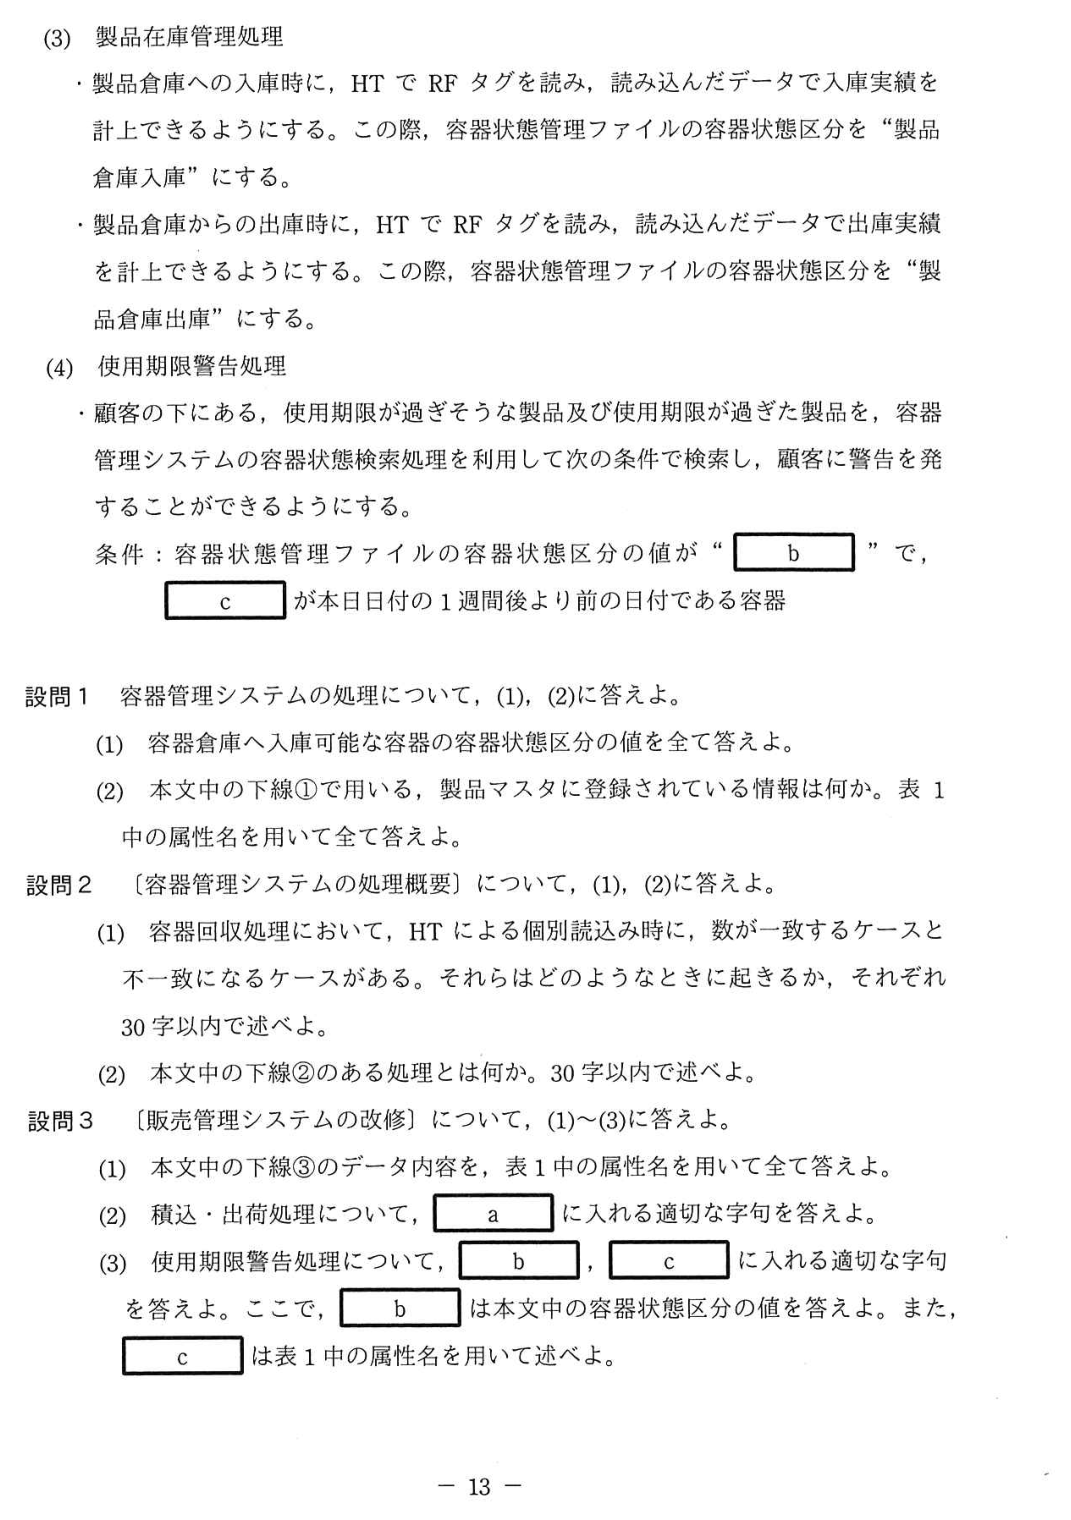 (3) 製品在庫管理処理
・製品倉庫への入庫時に，HT で RF タグを読み，読み込んだデータで入庫実績を
計上できるようにする。この際，容器状態管理ファイルの容器状態区分を“製品
倉庫入庫”にする。
・製品倉庫からの出庫時に，HT で RF タグを読み，読み込んだデータで出庫実績
を計上できるようにする。この際，容器状態管理ファイルの容器状態区分を“製
品倉庫出庫”にする。
(4) 使用期限警告処理
・顧客の下にある，使用期限が過ぎそうな製品及び使用期限が過ぎた製品を，容器
管理システムの容器状態検索処理を利用して次の条件で検索し，顧客に警告を発
することができるようにする。
条件：容器状態管理ファイルの容器状態区分の値が“ b ”で，
c が本日日付の 1 週間後より前の日付である容器
設問1 容器管理システムの処理について，(1)，(2)に答えよ。
(1) 容器倉庫へ入庫可能な容器の容器状態区分の値を全て答えよ。
(2) 本文中の下線①で用いる，製品マスタに登録されている情報は何か。表 1
中の属性名を用いて全て答えよ。
設問2 〔容器管理システムの処理概要〕について，(1)，(2)に答えよ。
(1) 容器回収処理において，HT による個別読込み時に，数が一致するケースと
不一致になるケースがある。それらはどのようなときに起きるか，それぞれ
30 字以内で述べよ。
(2) 本文中の下線②のある処理とは何か。30 字以内で述べよ。
設問3 〔販売管理システムの改修〕について，(1)～(3)に答えよ。
(1) 本文中の下線③のデータ内容を，表 1 中の属性名を用いて全て答えよ。
(2) 積込・出荷処理について， a に入れる適切な字句を答えよ。
(3) 使用期限警告処理について， b ， c に入れる適切な字句
を答えよ。ここで， b は本文中の容器状態区分の値を答えよ。また，
c は表 1 中の属性名を用いて述べよ。
－ 13 －